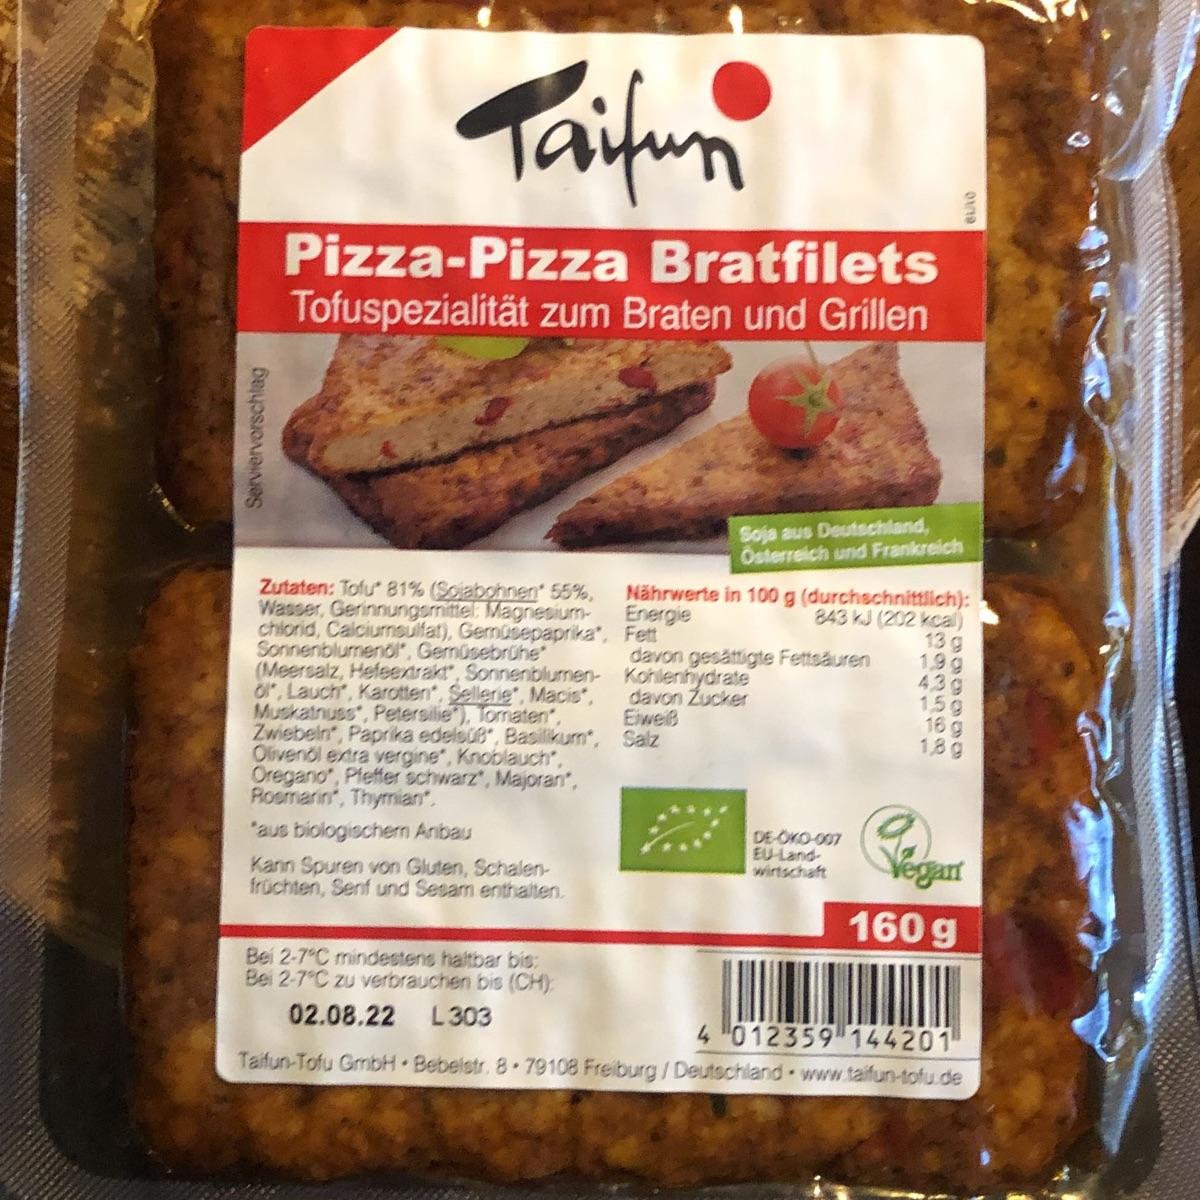 Taifun
01/19
Pizza-Pizza Bratfilets
Tofuspezialität zum Braten und Grillen
Serviervorschlag
Soja aus Deutschland,
Österreich und Frankreich
Zutaten: Tofu* 81% (Sojabohnen* 55%,
Wasser, Gerinnungsmittel: Magnesium-
chlorid, Calciumsulfat), Gemüsepaprika*,
Sonnenblumenöl*, Gemüsebrühe*
(Meersalz, Hefeextrakt*, Sonnenblumen-
öl*, Lauch*, Karotten*, Sellerie*, Macis*,
Muskatnuss*, Petersilie*), Tomaten*,
Zwiebeln*, Paprika edelsüß*, Basilikum*,
Olivenöl extra vergine*, Knoblauch*,
Oregano*, Pfeffer schwarz*, Majoran*,
Rosmarin*, Thymian*.
*aus biologischem Anbau
Kann Spuren von Gluten, Schalen-
früchten, Senf und Sesam enthalten.
Nährwerte in 100 g (durchschnittlich):
Energie 843 kJ (202 kcal)
Fett 13 g
davon gesättigte Fettsäuren 1,9 g
Kohlenhydrate 4,3 g
davon Zucker 1,5 g
Eiweiß 16 g
Salz 1,8 g
DE-ÖKO-007
EU-Land-
wirtschaft
Vegan
160 g
Bei 2-7°C mindestens haltbar bis:
Bei 2-7°C zu verbrauchen bis (CH):
02.08.22 L303
4 012359 144201
Taifun-Tofu GmbH • Bebelstr. 8 • 79108 Freiburg / Deutschland • www.taifun-tofu.de